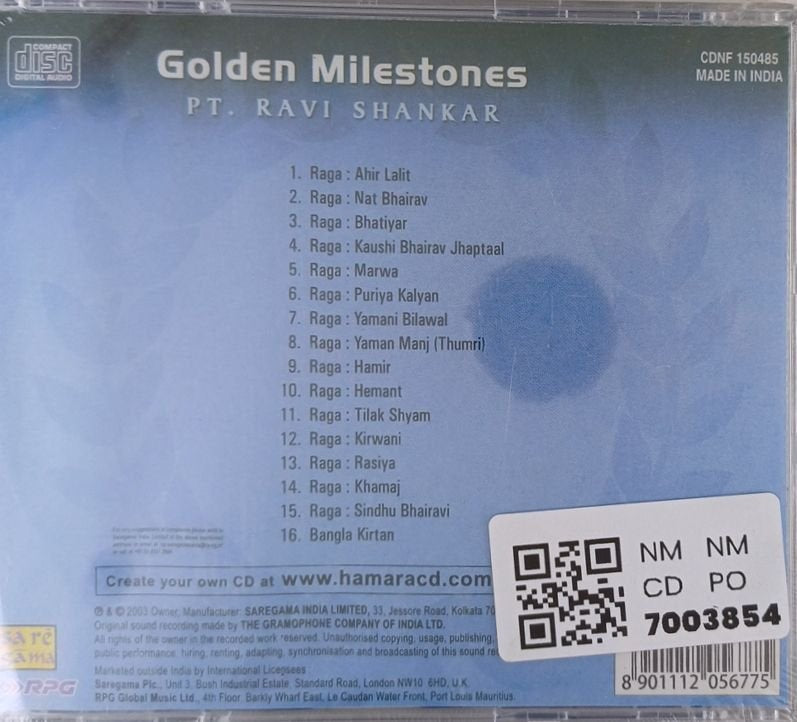 COMPACT
disc
DIGITAL AUDIO
Golden Milestones
PT. RAVI SHANKAR
CDNF 150485
MADE IN INDIA
1. Raga : Ahir Lalit
2. Raga : Nat Bhairav
3. Raga : Bhatiyar
4. Raga : Kaushi Bhairav Jhaptaal
5. Raga : Marwa
6. Raga : Puriya Kalyan
7. Raga : Yamani Bilawal
8. Raga : Yaman Manj (Thumri)
9. Raga : Hamir
10. Raga : Hemant
11. Raga : Tilak Shyam
12. Raga : Kirwani
13. Raga : Rasiya
14. Raga : Khamaj
15. Raga : Sindhu Bhairavi
16. Bangla Kirtan
Create your own CD at www.hamaracd.com
℗ & © 2003 Owner, Manufacturer: SAREGAMA INDIA LIMITED, 33, Jessore Road, Kolkata 70
Original sound recording made by THE GRAMOPHONE COMPANY OF INDIA LTD.
All rights of the owner in the recorded work reserved. Unauthorised copying, usage, publishing,
public performance, hiring, renting, adapting, synchronisation and broadcasting of this sound re
Marketed outside India by International Licegsees
Saregama Plc., Unit 3, Bush Industrial Estate, Standard Road, London NW10 6HD, U.K.
RPG Global Music Ltd., 4th Floor, Barkly Wharf East, Le Caudan Water Front, Port Louis Mauritius.
sa re
gama
RPG
NM NM
CD PO
7003854
8 901112 056775